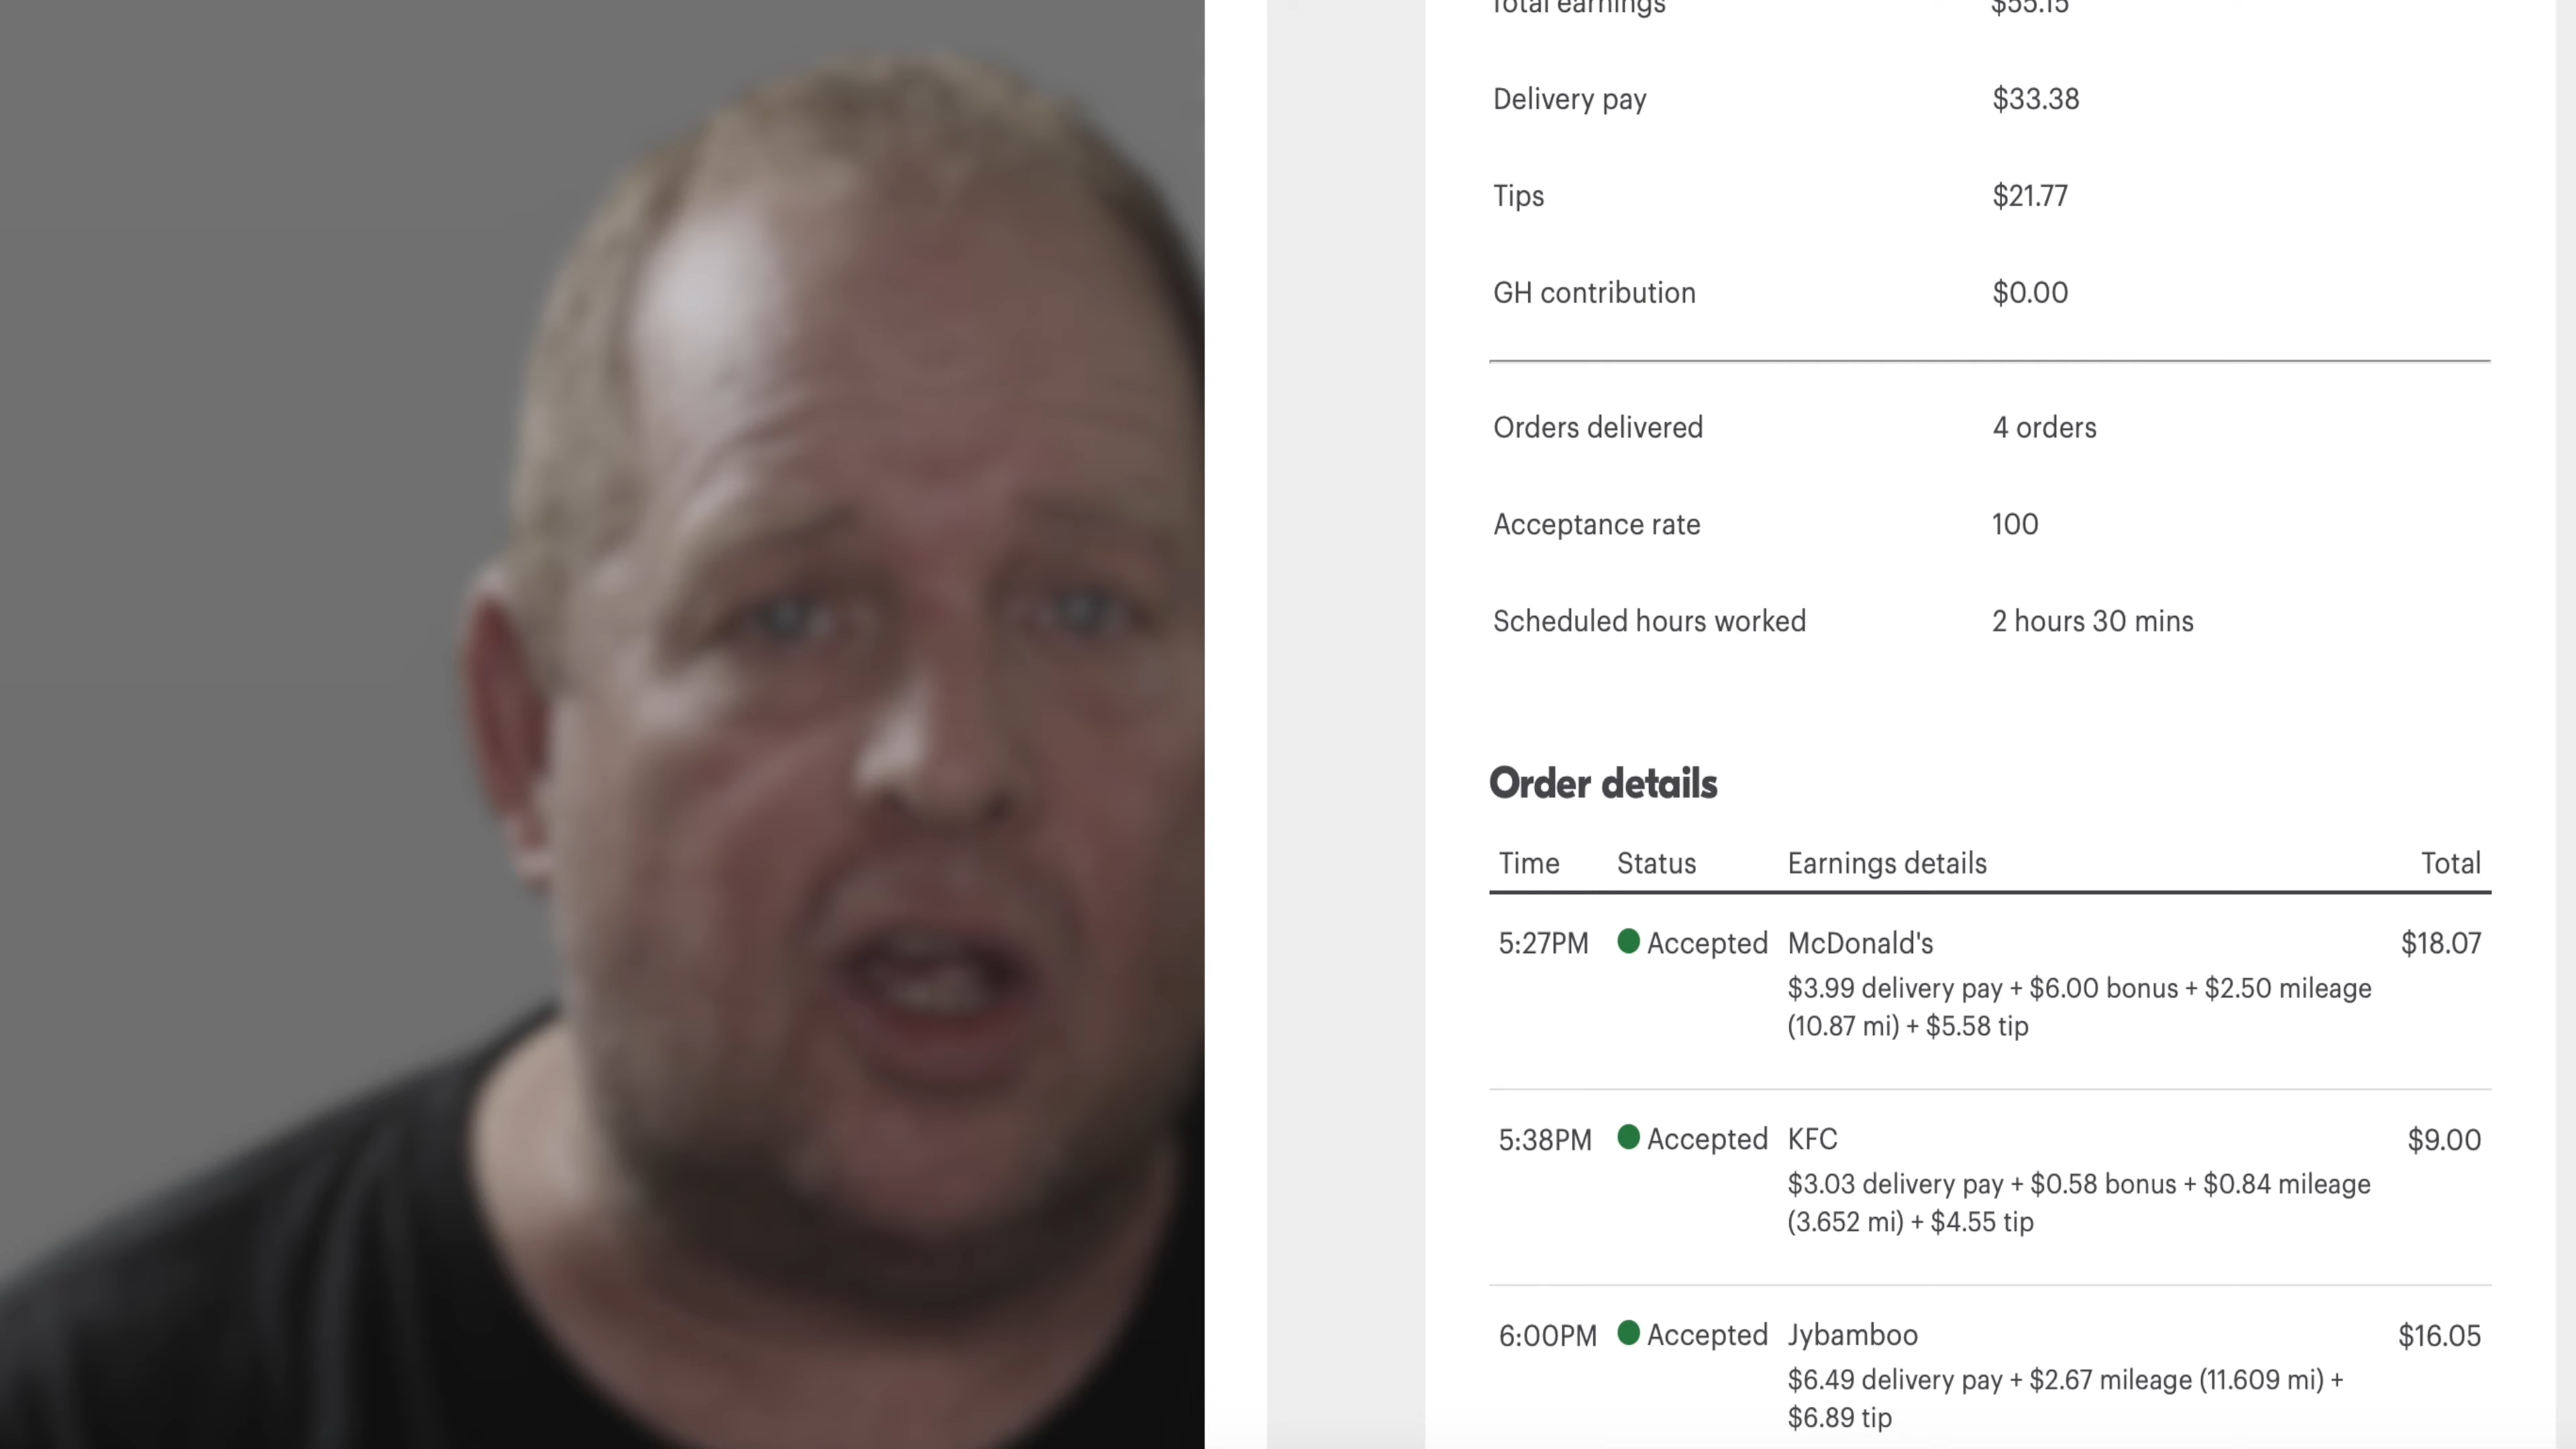 Total earnings $55.15
Delivery pay $33.38
Tips $21.77
GH contribution $0.00
Orders delivered 4 orders
Acceptance rate 100
Scheduled hours worked 2 hours 30 mins
Order details
Time Status Earnings details Total
5:27PM Accepted McDonald's $18.07
$3.99 delivery pay + $6.00 bonus + $2.50 mileage
(10.87 mi) + $5.58 tip
5:38PM Accepted KFC $9.00
$3.03 delivery pay + $0.58 bonus + $0.84 mileage
(3.652 mi) + $4.55 tip
6:00PM Accepted Jybamboo $16.05
$6.49 delivery pay + $2.67 mileage (11.609 mi) +
$6.89 tip